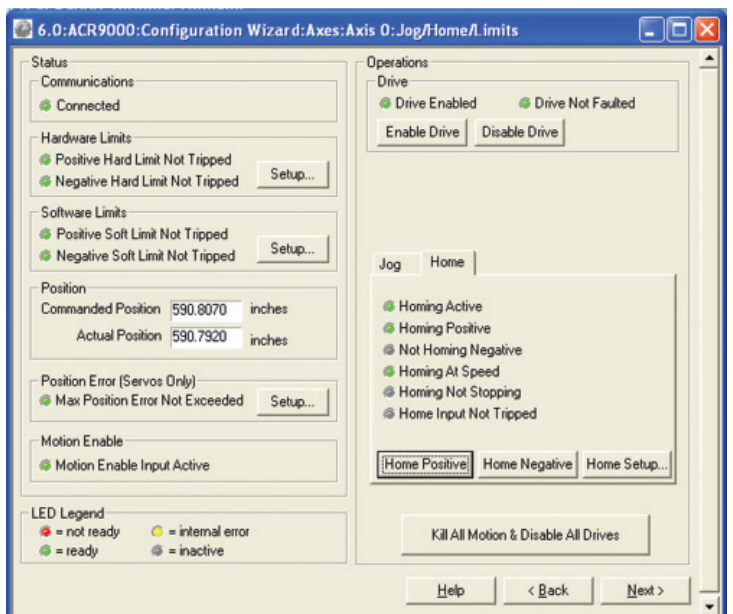 6.0:ACR9000:Configuration Wizard:Axes:Axis 0:Jog/Home/Limits
Status
Communications
Connected
Hardware Limits
Positive Hard Limit Not Tripped
Negative Hard Limit Not Tripped
Setup...
Software Limits
Positive Soft Limit Not Tripped
Negative Soft Limit Not Tripped
Setup...
Position
Commanded Position 590.8070 inches
Actual Position 590.7920 inches
Position Error (Servos Only)
Max Position Error Not Exceeded Setup...
Motion Enable
Motion Enable Input Active
LED Legend
= not ready = internal error
= ready = inactive
Operations
Drive
Drive Enabled Drive Not Faulted
Enable Drive Disable Drive
Jog Home
Homing Active
Homing Positive
Not Homing Negative
Homing At Speed
Homing Not Stopping
Home Input Not Tripped
Home Positive Home Negative Home Setup...
Kill All Motion & Disable All Drives
Help < Back Next >